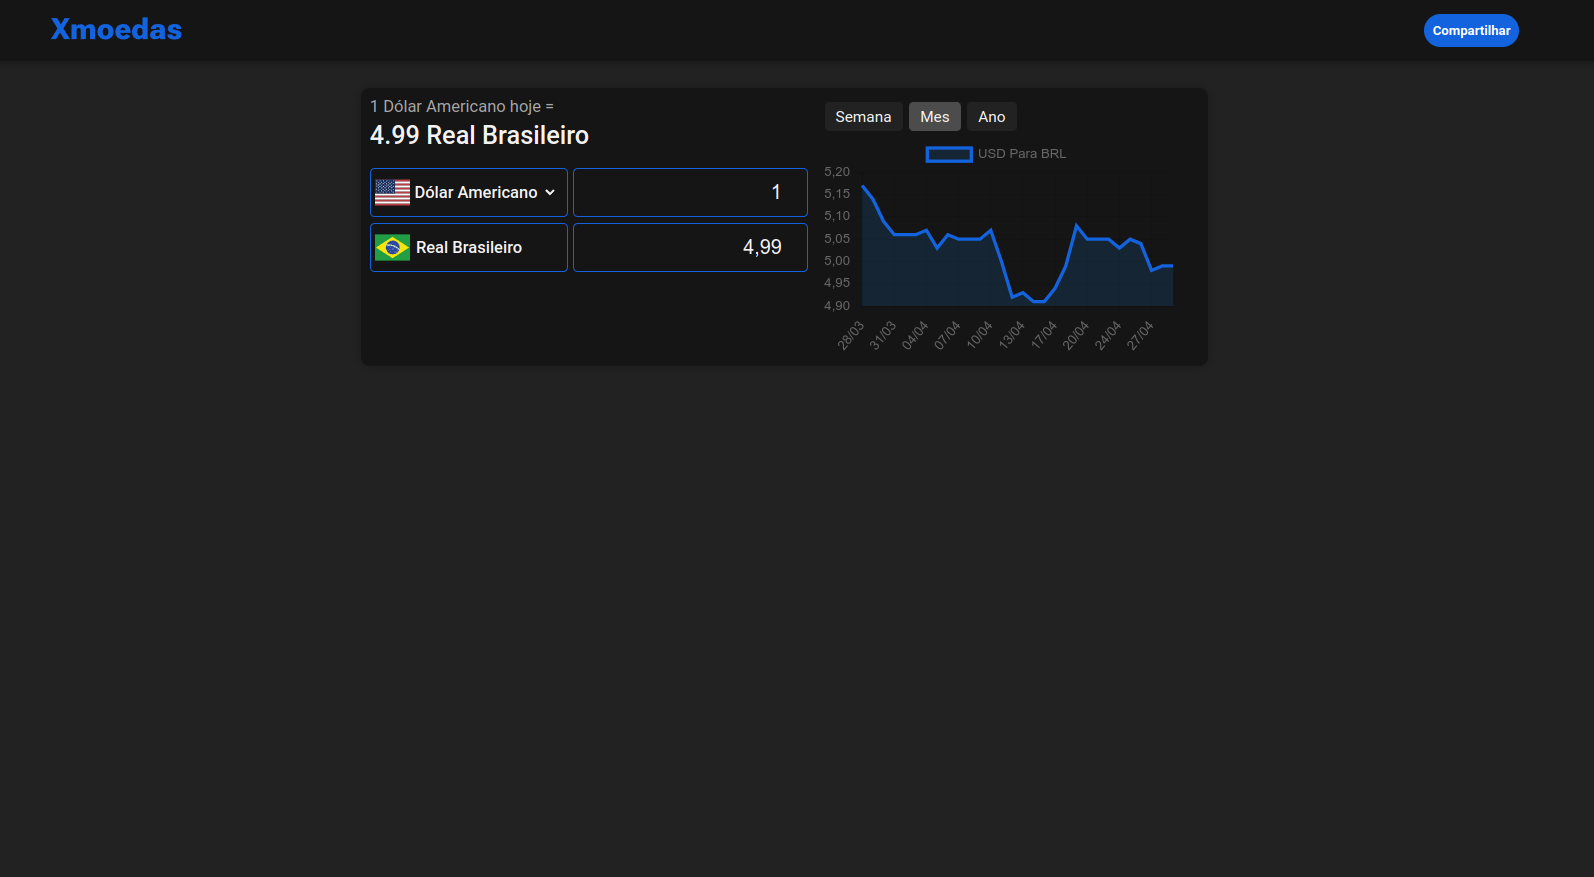 Xmoedas
Compartilhar
1 Dólar Americano hoje =
4.99 Real Brasileiro
Dólar Americano
1
Real Brasileiro
4,99
Semana
Mes
Ano
USD Para BRL
5,20
5,15
5,10
5,05
5,00
4,95
4,90
28/03
31/03
04/04
07/04
10/04
13/04
17/04
20/04
24/04
27/04